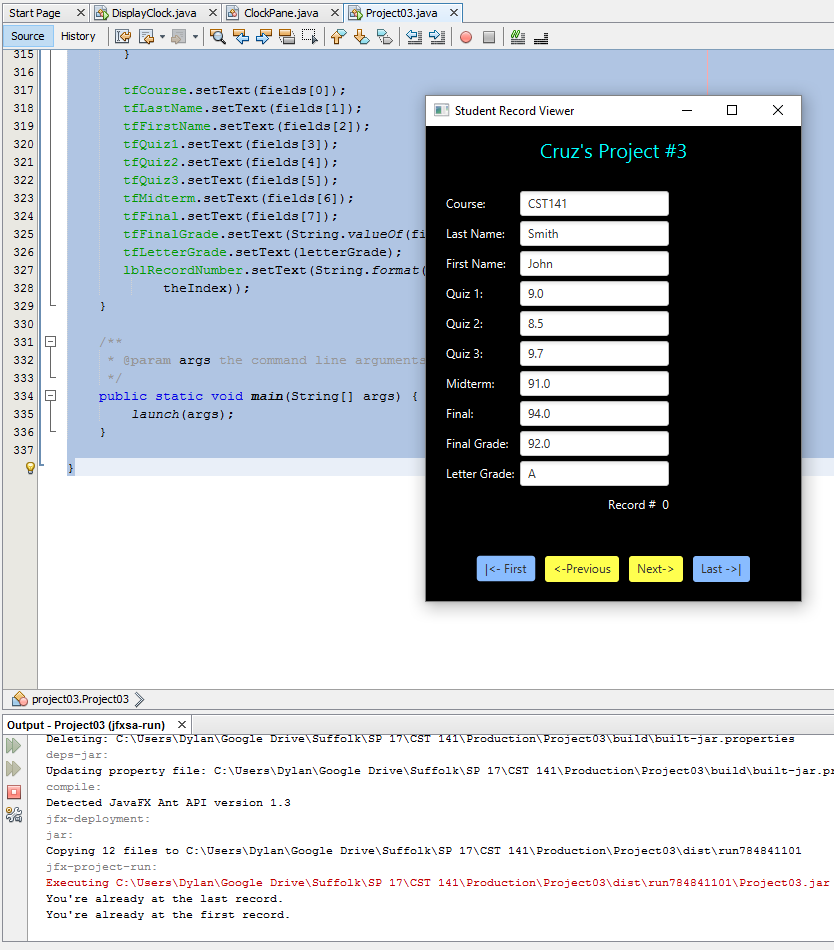 Start Page DisplayClock.java ClockPane.java Project03.java
Source History
315 }
316
317 tfCourse.setText(fields[0]);
318 tfLastName.setText(fields[1]);
319 tfFirstName.setText(fields[2]);
320 tfQuiz1.setText(fields[3]);
321 tfQuiz2.setText(fields[4]);
322 tfQuiz3.setText(fields[5]);
323 tfMidterm.setText(fields[6]);
324 tfFinal.setText(fields[7]);
325 tfFinalGrade.setText(String.valueOf(fi
326 tfLetterGrade.setText(letterGrade);
327 lblRecordNumber.setText(String.format(
328 theIndex));
329 }
330
331 /**
332 * @param args the command line arguments
333 */
334 public static void main(String[] args) {
335 launch(args);
336 }
337
}
Student Record Viewer
Cruz's Project #3
Course: CST141
Last Name: Smith
First Name: John
Quiz 1: 9.0
Quiz 2: 8.5
Quiz 3: 9.7
Midterm: 91.0
Final: 94.0
Final Grade: 92.0
Letter Grade: A
Record # 0
|<- First <-Previous Next-> Last ->|
project03.Project03
Output - Project03 (jfxsa-run)
Deleting: C:\Users\Dylan\Google Drive\Suffolk\SP 17\CST 141\Production\Project03\build\built-jar.properties
deps-jar:
Updating property file: C:\Users\Dylan\Google Drive\Suffolk\SP 17\CST 141\Production\Project03\build\built-jar.pr
compile:
Detected JavaFX Ant API version 1.3
jfx-deployment:
jar:
Copying 12 files to C:\Users\Dylan\Google Drive\Suffolk\SP 17\CST 141\Production\Project03\dist\run784841101
jfx-project-run:
Executing C:\Users\Dylan\Google Drive\Suffolk\SP 17\CST 141\Production\Project03\dist\run784841101\Project03.jar
You're already at the last record.
You're already at the first record.